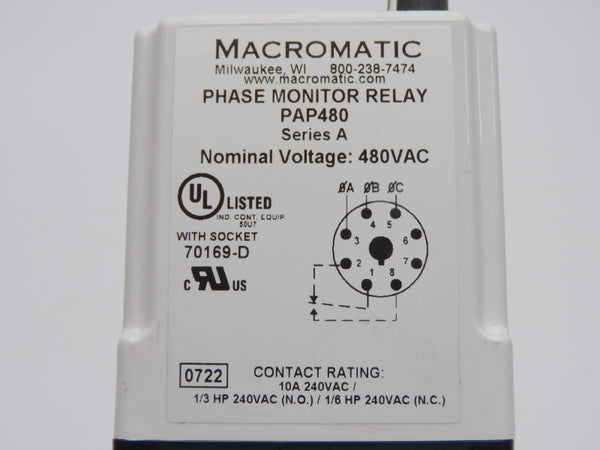 MACROMATIC
Milwaukee, WI 800-238-7474
www.macromatic.com
PHASE MONITOR RELAY
PAP480
Series A
Nominal Voltage: 480VAC
UL LISTED
IND. CONT. EQUIP.
50UT
WITH SOCKET
70169-D
c RU US
ØA ØB ØC
4 5
3 6
2 7
1 8
0722
CONTACT RATING:
10A 240VAC /
1/3 HP 240VAC (N.O.) / 1/6 HP 240VAC (N.C.)